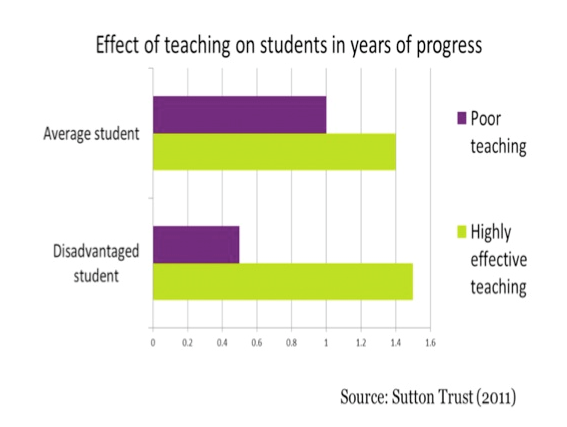 Effect of teaching on students in years of progress
Average student
Disadvantaged
student
Poor
teaching
Highly
effective
teaching
0 0.2 0.4 0.6 0.8 1 1.2 1.4 1.6
Source: Sutton Trust (2011)